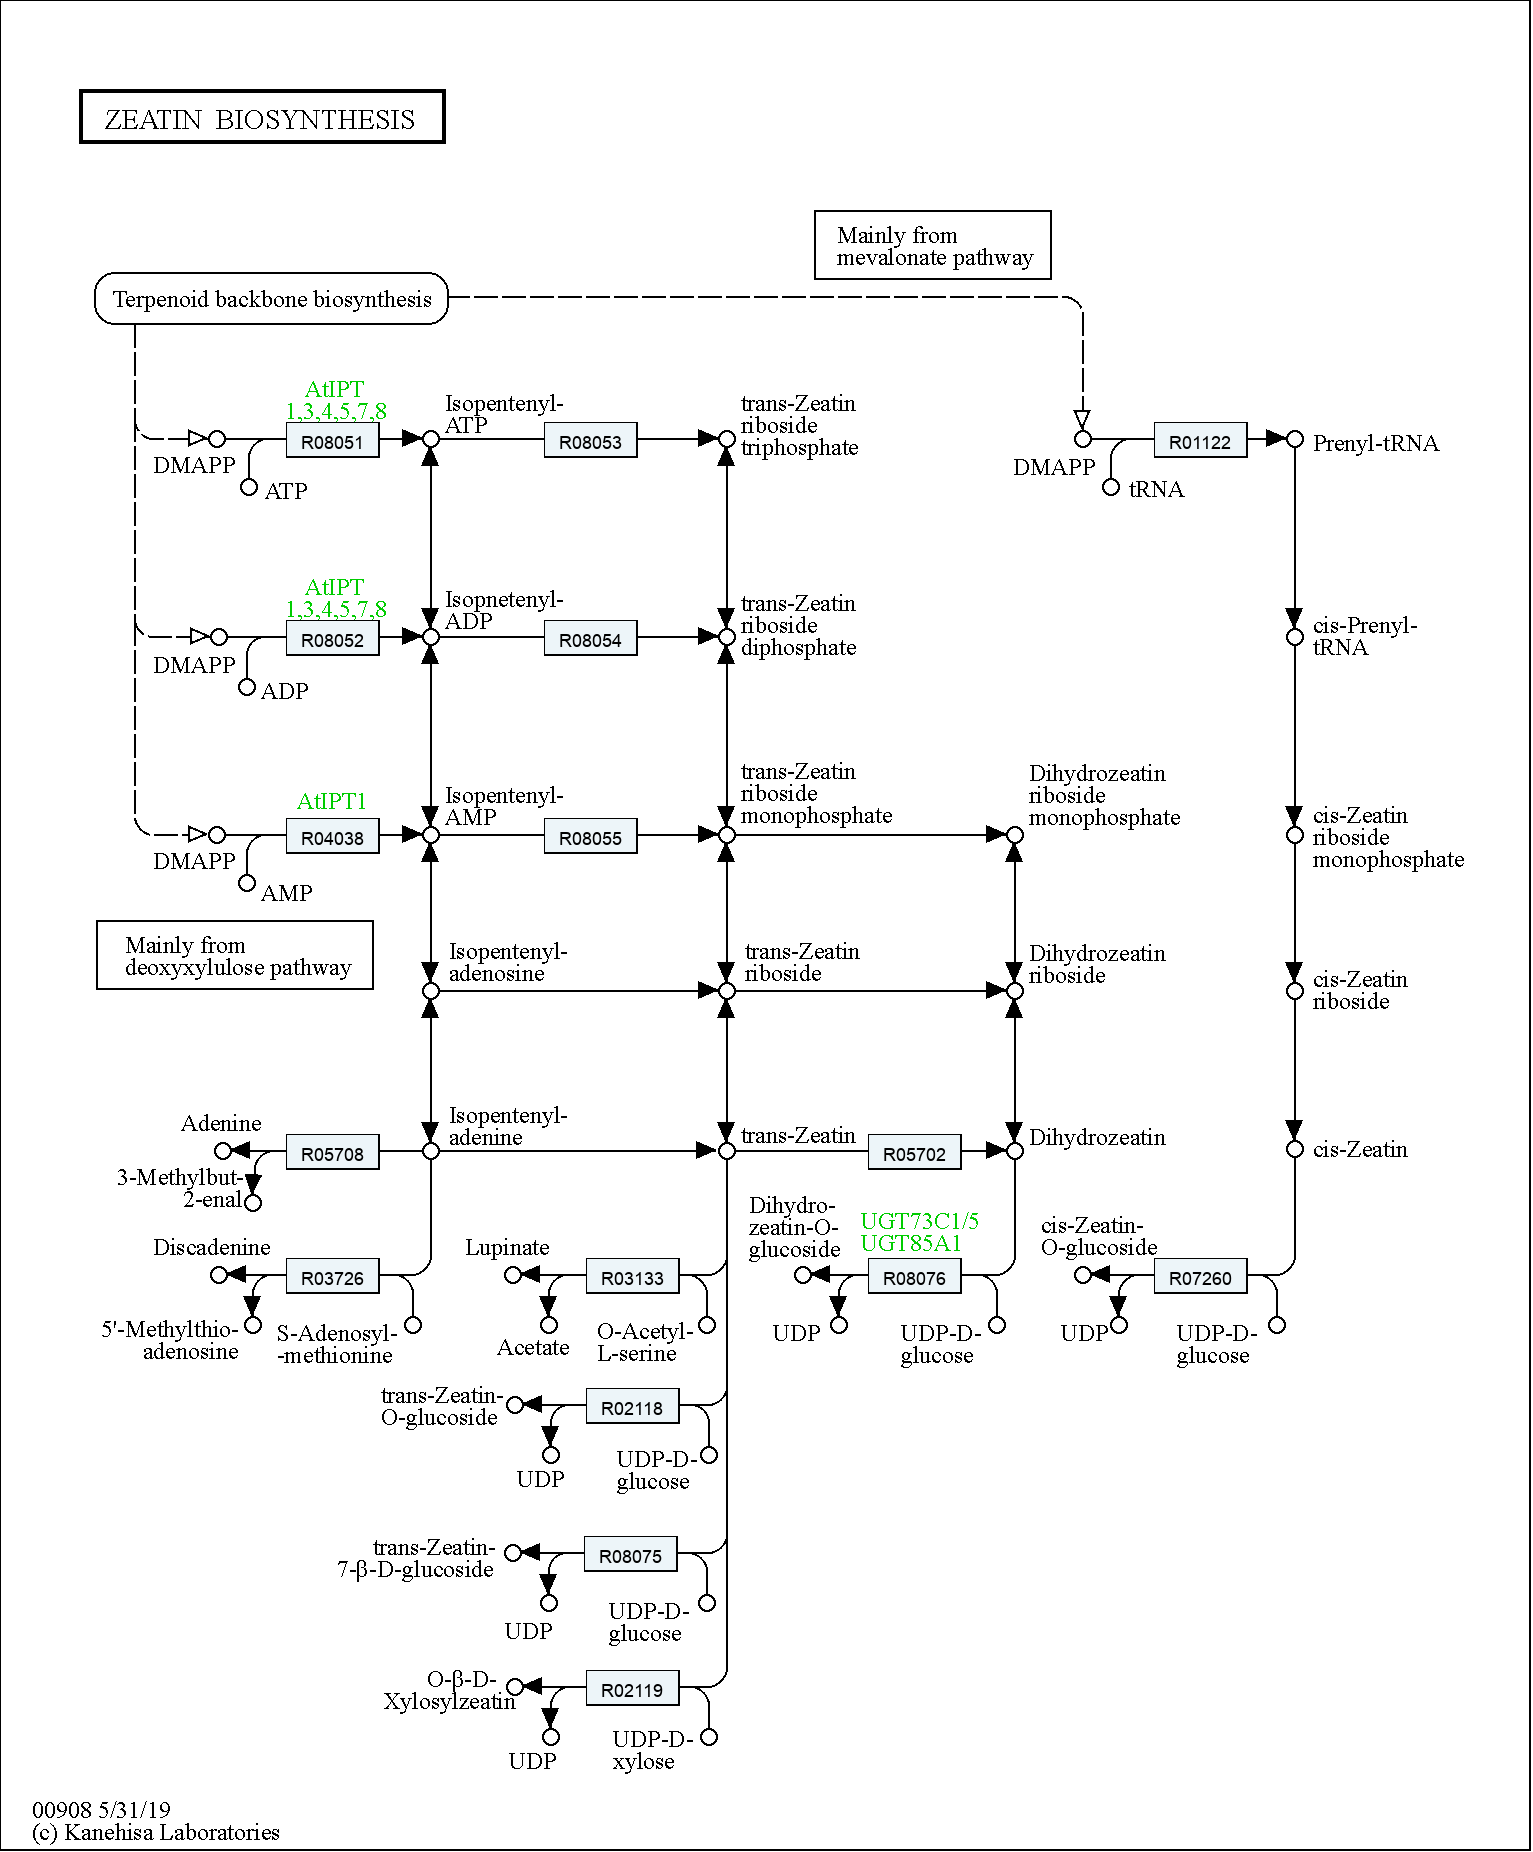 ZEATIN BIOSYNTHESIS
Mainly from
mevalonate pathway
Terpenoid backbone biosynthesis
AtIPT
1,3,4,5,7,8
R08051
DMAPP
ATP
Isopentenyl-
ATP
R08053
trans-Zeatin
riboside
triphosphate
DMAPP
tRNA
R01122
Prenyl-tRNA
AtIPT
1,3,4,5,7,8
R08052
DMAPP
ADP
Isopnetenyl-
ADP
R08054
trans-Zeatin
riboside
diphosphate
cis-Prenyl-
tRNA
AtIPT1
R04038
DMAPP
AMP
Isopentenyl-
AMP
R08055
trans-Zeatin
riboside
monophosphate
Dihydrozeatin
riboside
monophosphate
cis-Zeatin
riboside
monophosphate
Mainly from
deoxyxylulose pathway
Isopentenyl-
adenosine
trans-Zeatin
riboside
Dihydrozeatin
riboside
cis-Zeatin
riboside
Adenine
R05708
3-Methylbut-
2-enal
Isopentenyl-
adenine
trans-Zeatin
R05702
Dihydrozeatin
cis-Zeatin
Discadenine
R03726
5'-Methylthio-
adenosine
S-Adenosyl-
-methionine
Lupinate
R03133
Acetate
O-Acetyl-
L-serine
Dihydro-
zeatin-O-
glucoside
UGT73C1/5
UGT85A1
R08076
UDP
UDP-D-
glucose
cis-Zeatin-
O-glucoside
R07260
UDP
UDP-D-
glucose
trans-Zeatin-
O-glucoside
R02118
UDP
UDP-D-
glucose
trans-Zeatin-
7-β-D-glucoside
R08075
UDP
UDP-D-
glucose
O-β-D-
Xylosylzeatin
R02119
UDP
UDP-D-
xylose
00908 5/31/19
(c) Kanehisa Laboratories